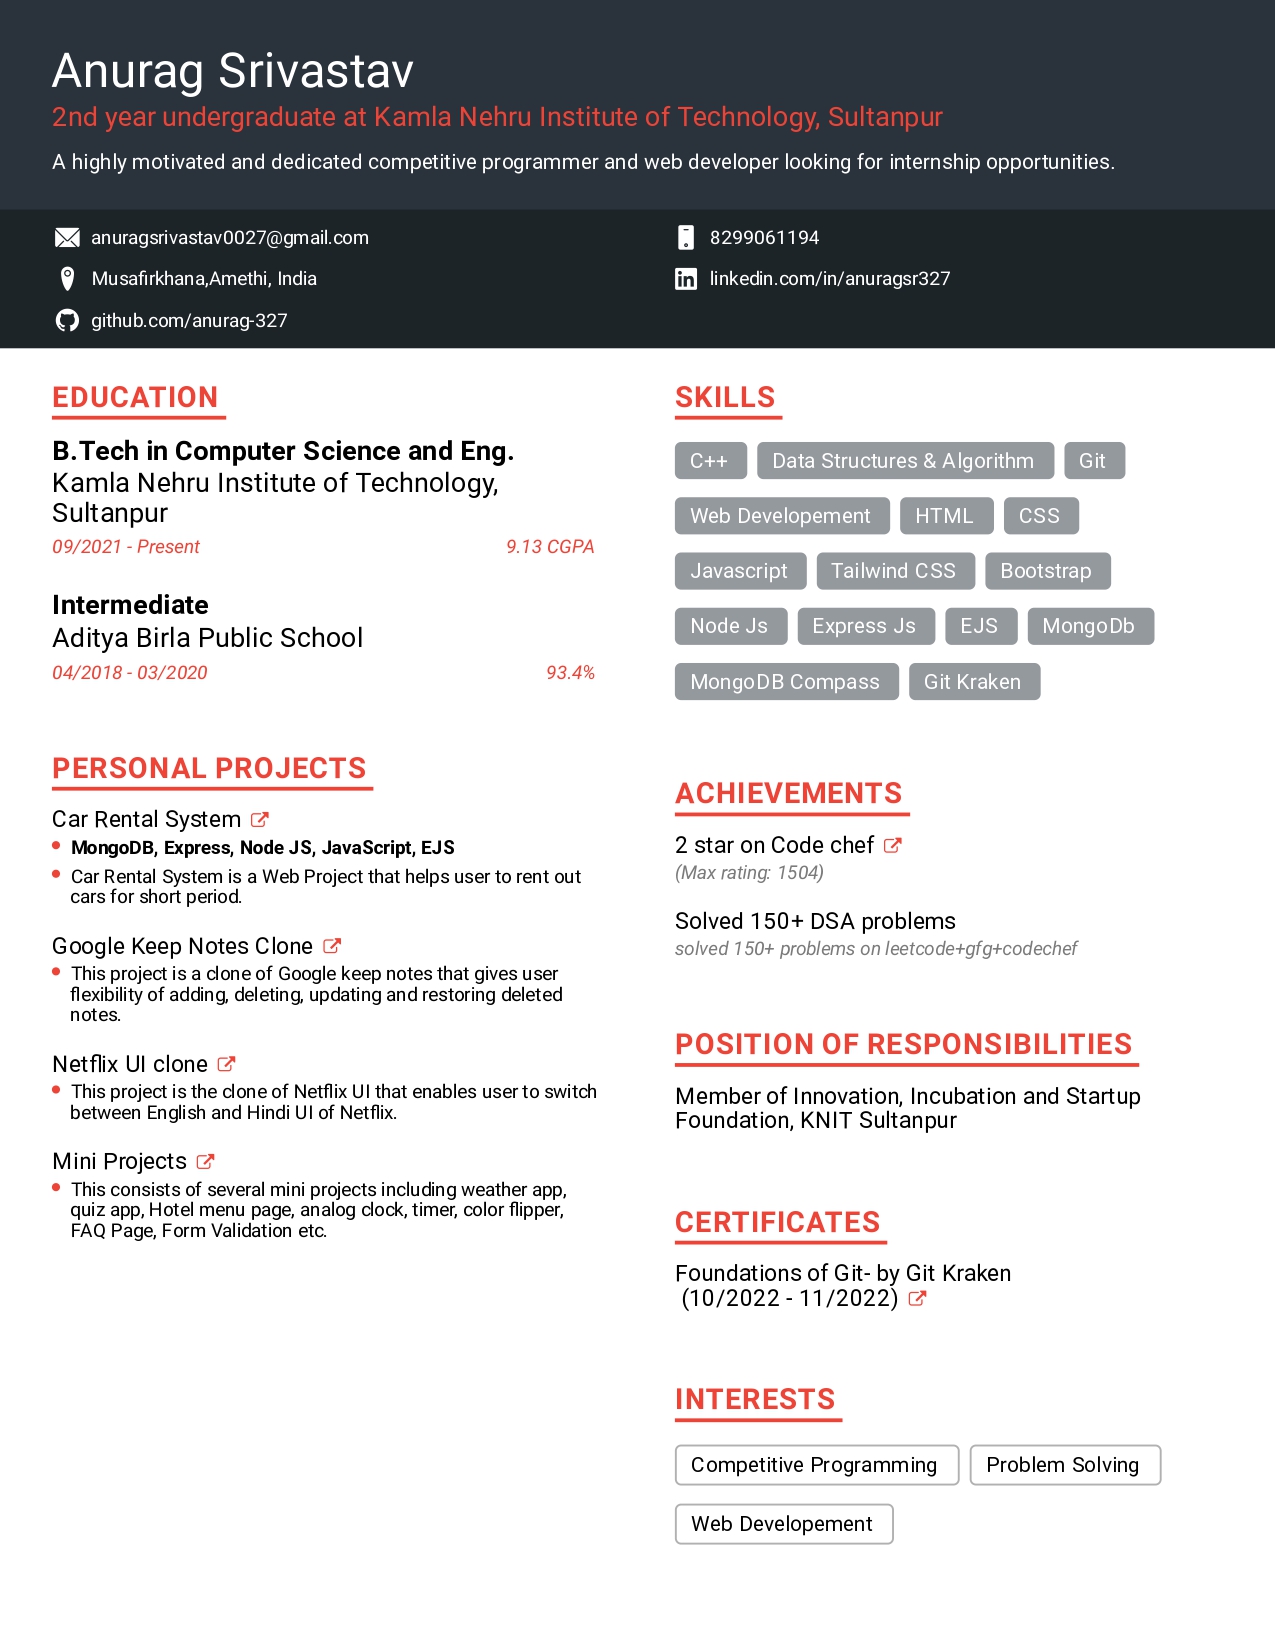 Anurag Srivastav
2nd year undergraduate at Kamla Nehru Institute of Technology, Sultanpur
A highly motivated and dedicated competitive programmer and web developer looking for internship opportunities.
anuragsrivastav0027@gmail.com
8299061194
Musafirkhana,Amethi, India
linkedin.com/in/anuragsr327
github.com/anurag-327
EDUCATION
B.Tech in Computer Science and Eng.
Kamla Nehru Institute of Technology,
Sultanpur
09/2021 - Present
9.13 CGPA
Intermediate
Aditya Birla Public School
04/2018 - 03/2020
93.4%
PERSONAL PROJECTS
Car Rental System
MongoDB, Express, Node JS, JavaScript, EJS
Car Rental System is a Web Project that helps user to rent out
cars for short period.
Google Keep Notes Clone
This project is a clone of Google keep notes that gives user
flexibility of adding, deleting, updating and restoring deleted
notes.
Netflix UI clone
This project is the clone of Netflix UI that enables user to switch
between English and Hindi UI of Netflix.
Mini Projects
This consists of several mini projects including weather app,
quiz app, Hotel menu page, analog clock, timer, color flipper,
FAQ Page, Form Validation etc.
SKILLS
C++ Data Structures & Algorithm Git
Web Developement HTML CSS
Javascript Tailwind CSS Bootstrap
Node Js Express Js EJS MongoDb
MongoDB Compass Git Kraken
ACHIEVEMENTS
2 star on Code chef
(Max rating: 1504)
Solved 150+ DSA problems
solved 150+ problems on leetcode+gfg+codechef
POSITION OF RESPONSIBILITIES
Member of Innovation, Incubation and Startup
Foundation, KNIT Sultanpur
CERTIFICATES
Foundations of Git- by Git Kraken
(10/2022 - 11/2022)
INTERESTS
Competitive Programming Problem Solving
Web Developement